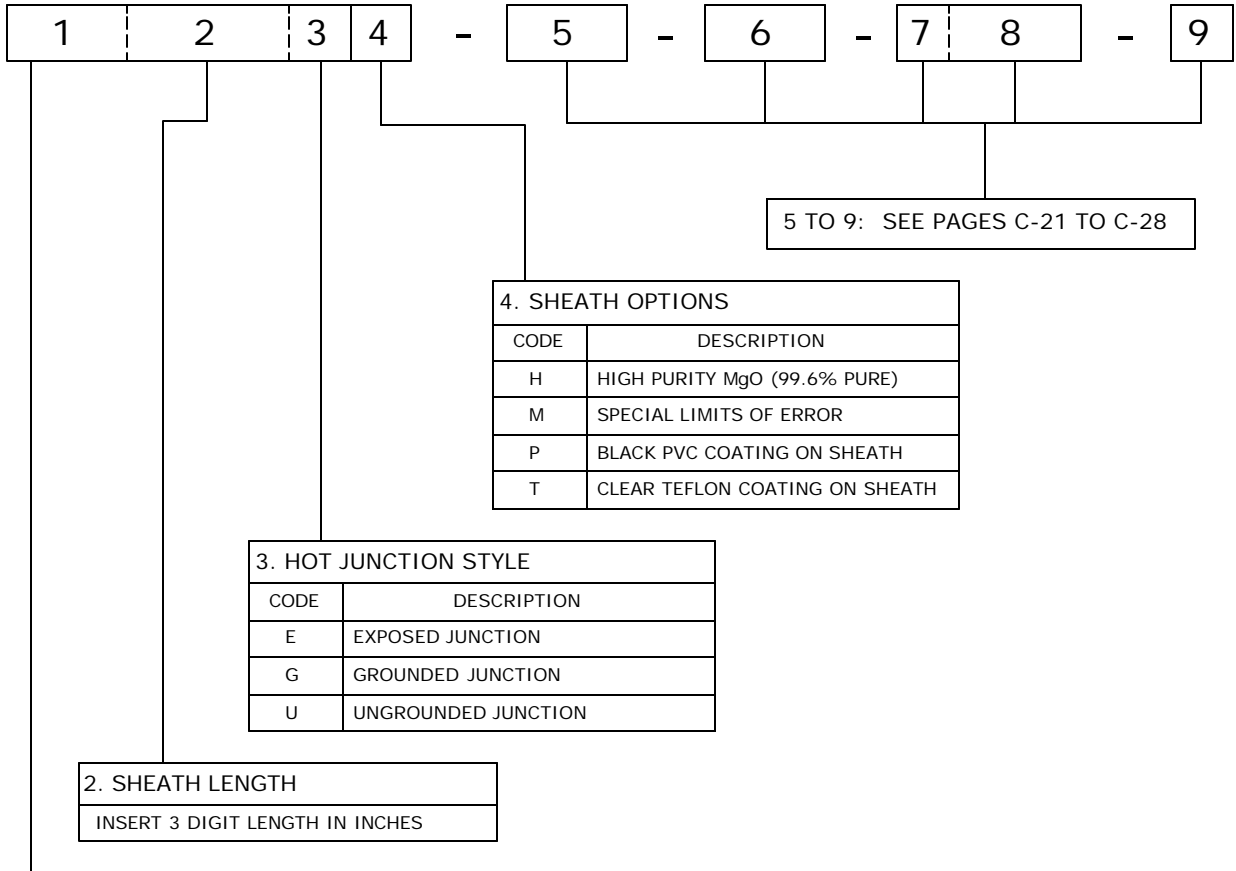 1 2 3 4 - 5 - 6 - 7 8 - 9
5 TO 9: SEE PAGES C-21 TO C-28
4. SHEATH OPTIONS
CODE DESCRIPTION
H HIGH PURITY MgO (99.6% PURE)
M SPECIAL LIMITS OF ERROR
P BLACK PVC COATING ON SHEATH
T CLEAR TEFLON COATING ON SHEATH
3. HOT JUNCTION STYLE
CODE DESCRIPTION
E EXPOSED JUNCTION
G GROUNDED JUNCTION
U UNGROUNDED JUNCTION
2. SHEATH LENGTH
INSERT 3 DIGIT LENGTH IN INCHES